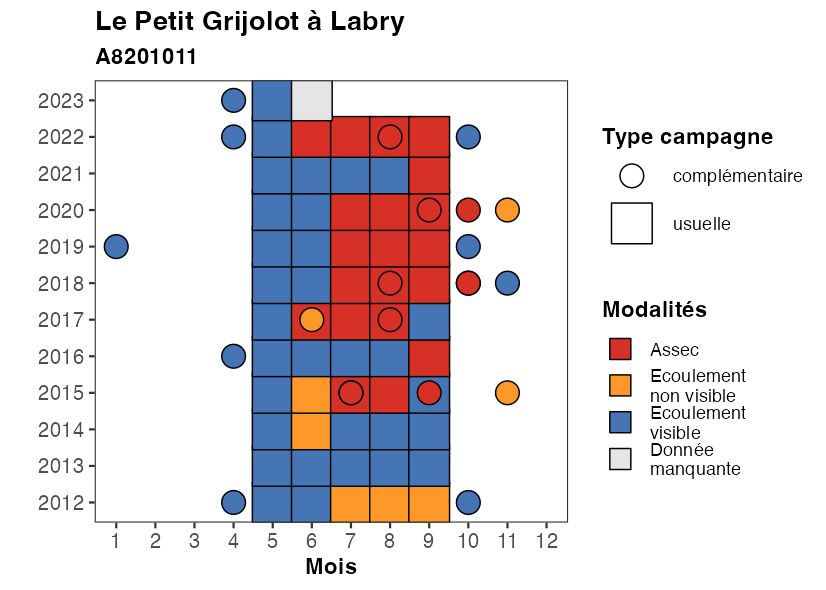 Le Petit Grijolot à Labry
A8201011
2023
2022
2021
2020
2019
2018
2017
2016
2015
2014
2013
2012
1 2 3 4 5 6 7 8 9 10 11 12
Mois
Type campagne
complémentaire
usuelle
Modalités
Assec
Ecoulement
non visible
Ecoulement
visible
Donnée
manquante